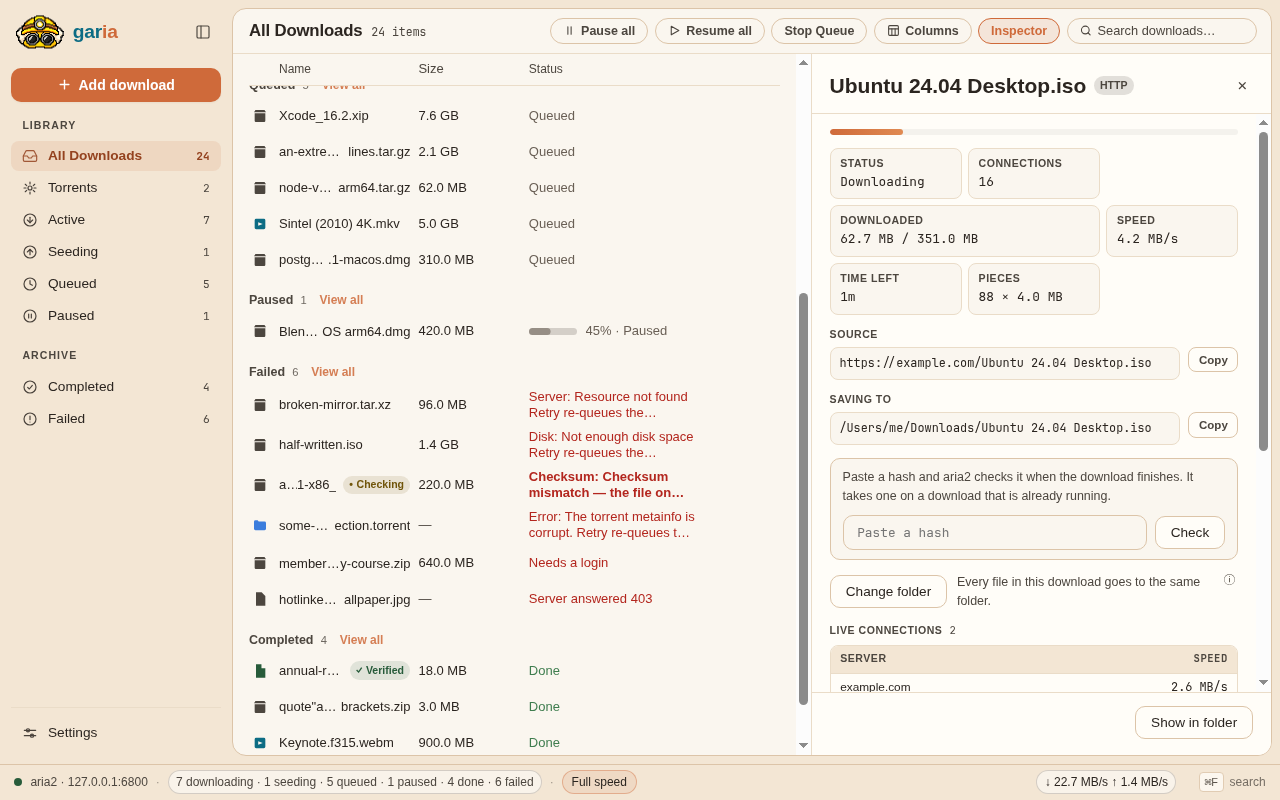 garia
Add download
LIBRARY
All Downloads 24
Torrents 2
Active 7
Seeding 1
Queued 5
Paused 1
ARCHIVE
Completed 4
Failed 6
Settings
All Downloads 24 items
Pause all
Resume all
Stop Queue
Columns
Inspector
Search downloads…
Name Size Status
Queued 5 View all
Xcode_16.2.xip 7.6 GB Queued
an-extre… lines.tar.gz 2.1 GB Queued
node-v… arm64.tar.gz 62.0 MB Queued
Sintel (2010) 4K.mkv 5.0 GB Queued
postg… .1-macos.dmg 310.0 MB Queued
Paused 1 View all
Blen… OS arm64.dmg 420.0 MB 45% · Paused
Failed 6 View all
broken-mirror.tar.xz 96.0 MB Server: Resource not found
Retry re-queues the…
half-written.iso 1.4 GB Disk: Not enough disk space
Retry re-queues the…
a…1-x86_ • Checking 220.0 MB Checksum: Checksum
mismatch — the file on…
some-… ection.torrent — Error: The torrent metainfo is
corrupt. Retry re-queues t…
member…y-course.zip 640.0 MB Needs a login
hotlinke… allpaper.jpg — Server answered 403
Completed 4 View all
annual-r… Verified 18.0 MB Done
quote"a… brackets.zip 3.0 MB Done
Keynote.f315.webm 900.0 MB Done
Ubuntu 24.04 Desktop.iso HTTP
STATUS
Downloading
CONNECTIONS
16
DOWNLOADED
62.7 MB / 351.0 MB
SPEED
4.2 MB/s
TIME LEFT
1m
PIECES
88 × 4.0 MB
SOURCE
https://example.com/Ubuntu 24.04 Desktop.iso Copy
SAVING TO
/Users/me/Downloads/Ubuntu 24.04 Desktop.iso Copy
Paste a hash and aria2 checks it when the download finishes. It
takes one on a download that is already running.
Paste a hash Check
Change folder
Every file in this download goes to the same
folder.
LIVE CONNECTIONS 2
SERVER SPEED
example.com 2.6 MB/s
Show in folder
aria2 · 127.0.0.1:6800 · 7 downloading · 1 seeding · 5 queued · 1 paused · 4 done · 6 failed · Full speed
↓ 22.7 MB/s ↑ 1.4 MB/s
⌘F search